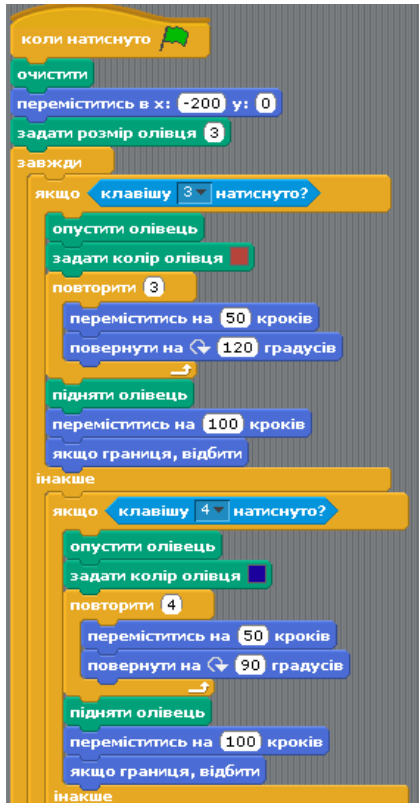 коли натиснуто
очистити
переміститись в x: -200 y: 0
задати розмір олівця 3
завжди
якщо клавішу 3 натиснуто?
опустити олівець
задати колір олівця
повторити 3
переміститись на 50 кроків
повернути на 120 градусів
підняти олівець
переміститись на 100 кроків
якщо границя, відбити
інакше
якщо клавішу 4 натиснуто?
опустити олівець
задати колір олівця
повторити 4
переміститись на 50 кроків
повернути на 90 градусів
підняти олівець
переміститись на 100 кроків
якщо границя, відбити
інакше